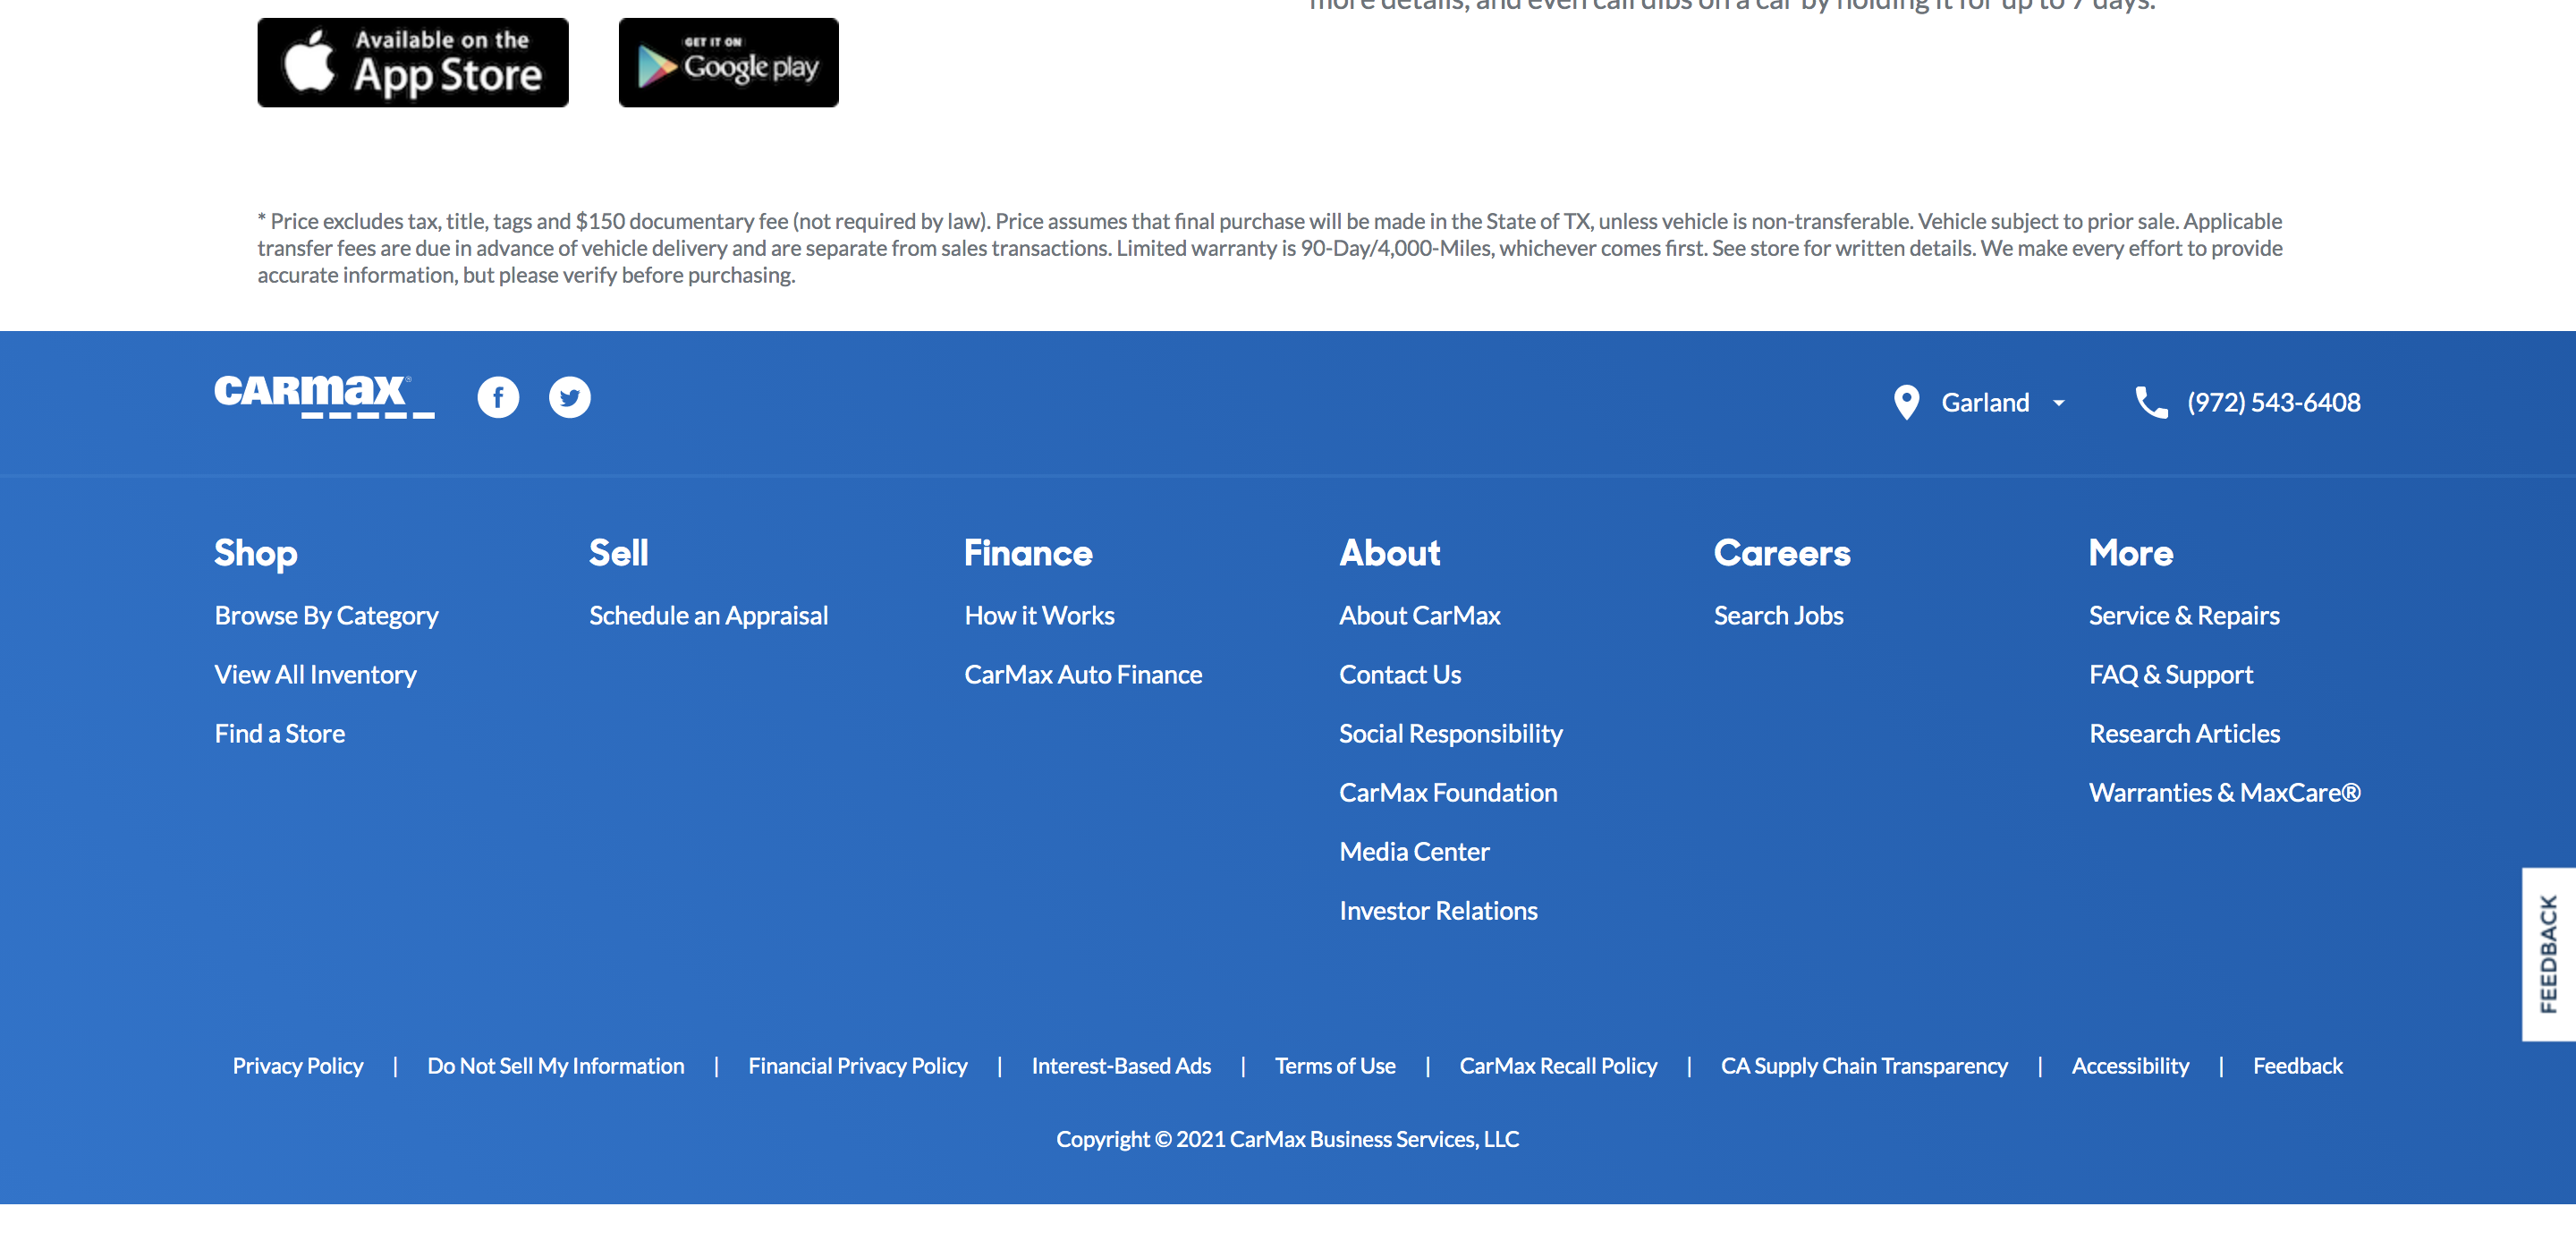 more details, and even call dibs on a car by holding it for up to 7 days.
Available on the
App Store
GET IT ON
Google play
* Price excludes tax, title, tags and $150 documentary fee (not required by law). Price assumes that final purchase will be made in the State of TX, unless vehicle is non-transferable. Vehicle subject to prior sale. Applicable
transfer fees are due in advance of vehicle delivery and are separate from sales transactions. Limited warranty is 90-Day/4,000-Miles, whichever comes first. See store for written details. We make every effort to provide
accurate information, but please verify before purchasing.
CARMAX®
Garland
(972) 543-6408
Shop
Browse By Category
View All Inventory
Find a Store
Sell
Schedule an Appraisal
Finance
How it Works
CarMax Auto Finance
About
About CarMax
Contact Us
Social Responsibility
CarMax Foundation
Media Center
Investor Relations
Careers
Search Jobs
More
Service & Repairs
FAQ & Support
Research Articles
Warranties & MaxCare®
FEEDBACK
Privacy Policy | Do Not Sell My Information | Financial Privacy Policy | Interest-Based Ads | Terms of Use | CarMax Recall Policy | CA Supply Chain Transparency | Accessibility | Feedback
Copyright © 2021 CarMax Business Services, LLC